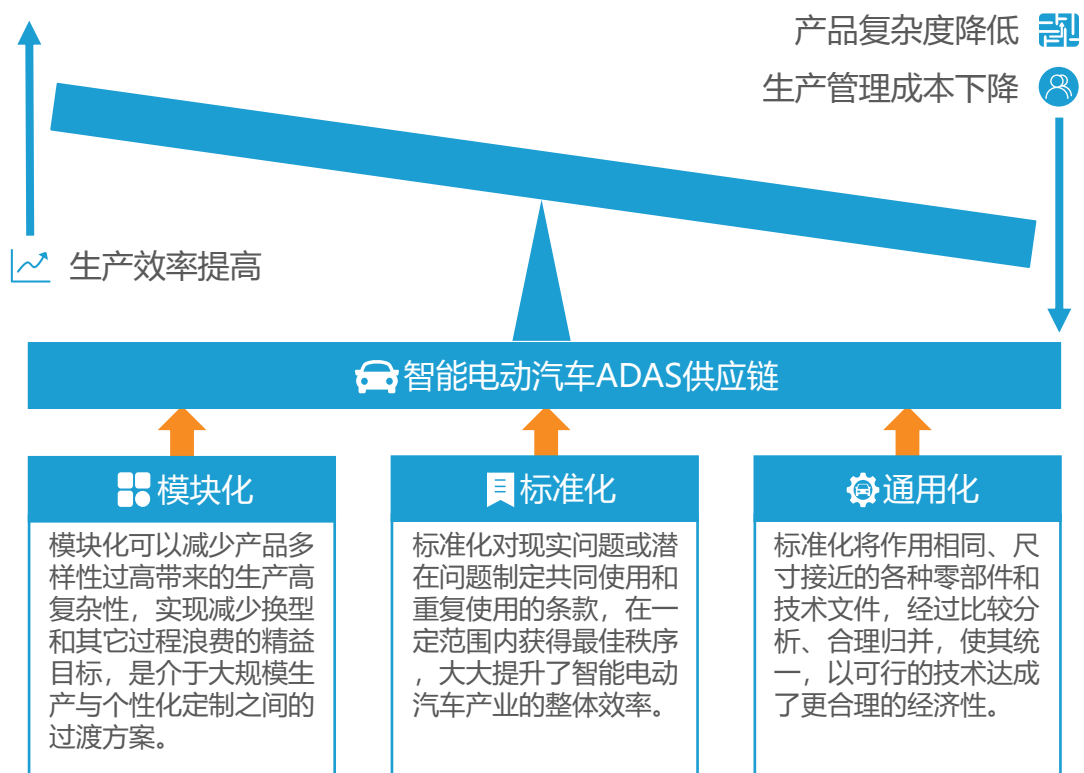 产品复杂度降低
生产管理成本下降
生产效率提高
智能电动汽车ADAS供应链
模块化
模块化可以减少产品多
样性过高带来的生产高
复杂性，实现减少换型
和其它过程浪费的精益
目标，是介于大规模生
产与个性化定制之间的
过渡方案。
标准化
标准化对现实问题或潜
在问题制定共同使用和
重复使用的条款，在一
定范围内获得最佳秩序
，大大提升了智能电动
汽车产业的整体效率。
通用化
标准化将作用相同、尺
寸接近的各种零部件和
技术文件，经过比较分
析、合理归并，使其统
一，以可行的技术达成
了更合理的经济性。